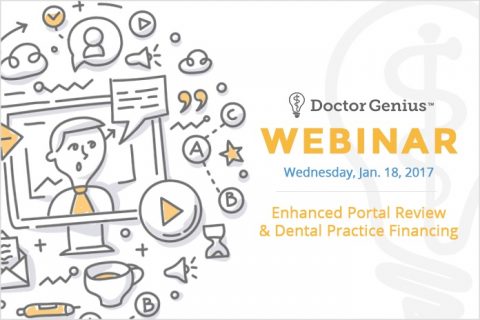 Doctor Genius™
WEBINAR
Wednesday, Jan. 18, 2017
Enhanced Portal Review
& Dental Practice Financing
C
A
B
B